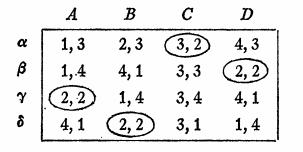 A B C D
α 1, 3 2, 3 3, 2 4, 3
β 1, 4 4, 1 3, 3 2, 2
γ 2, 2 1, 4 3, 4 4, 1
δ 4, 1 2, 2 3, 1 1, 4